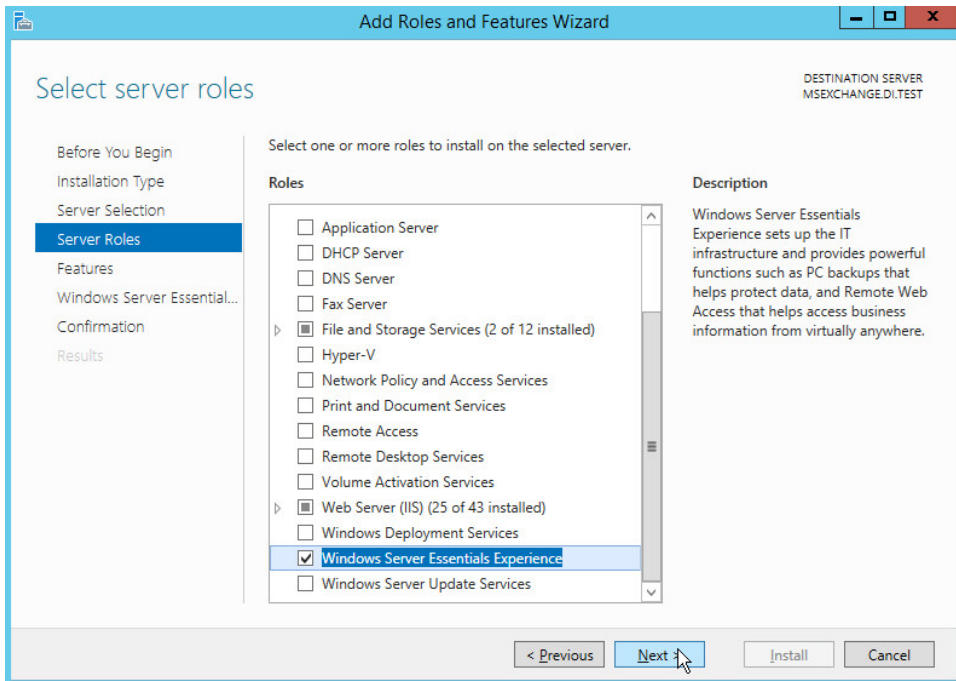 Add Roles and Features Wizard
Select server roles
DESTINATION SERVER
MSEXCHANGE.DI.TEST
Before You Begin
Installation Type
Server Selection
Server Roles
Features
Windows Server Essential...
Confirmation
Results
Select one or more roles to install on the selected server.
Roles
Application Server
DHCP Server
DNS Server
Fax Server
File and Storage Services (2 of 12 installed)
Hyper-V
Network Policy and Access Services
Print and Document Services
Remote Access
Remote Desktop Services
Volume Activation Services
Web Server (IIS) (25 of 43 installed)
Windows Deployment Services
Windows Server Essentials Experience
Windows Server Update Services
Description
Windows Server Essentials
Experience sets up the IT
infrastructure and provides powerful
functions such as PC backups that
helps protect data, and Remote Web
Access that helps access business
information from virtually anywhere.
< Previous
Next >
Install
Cancel